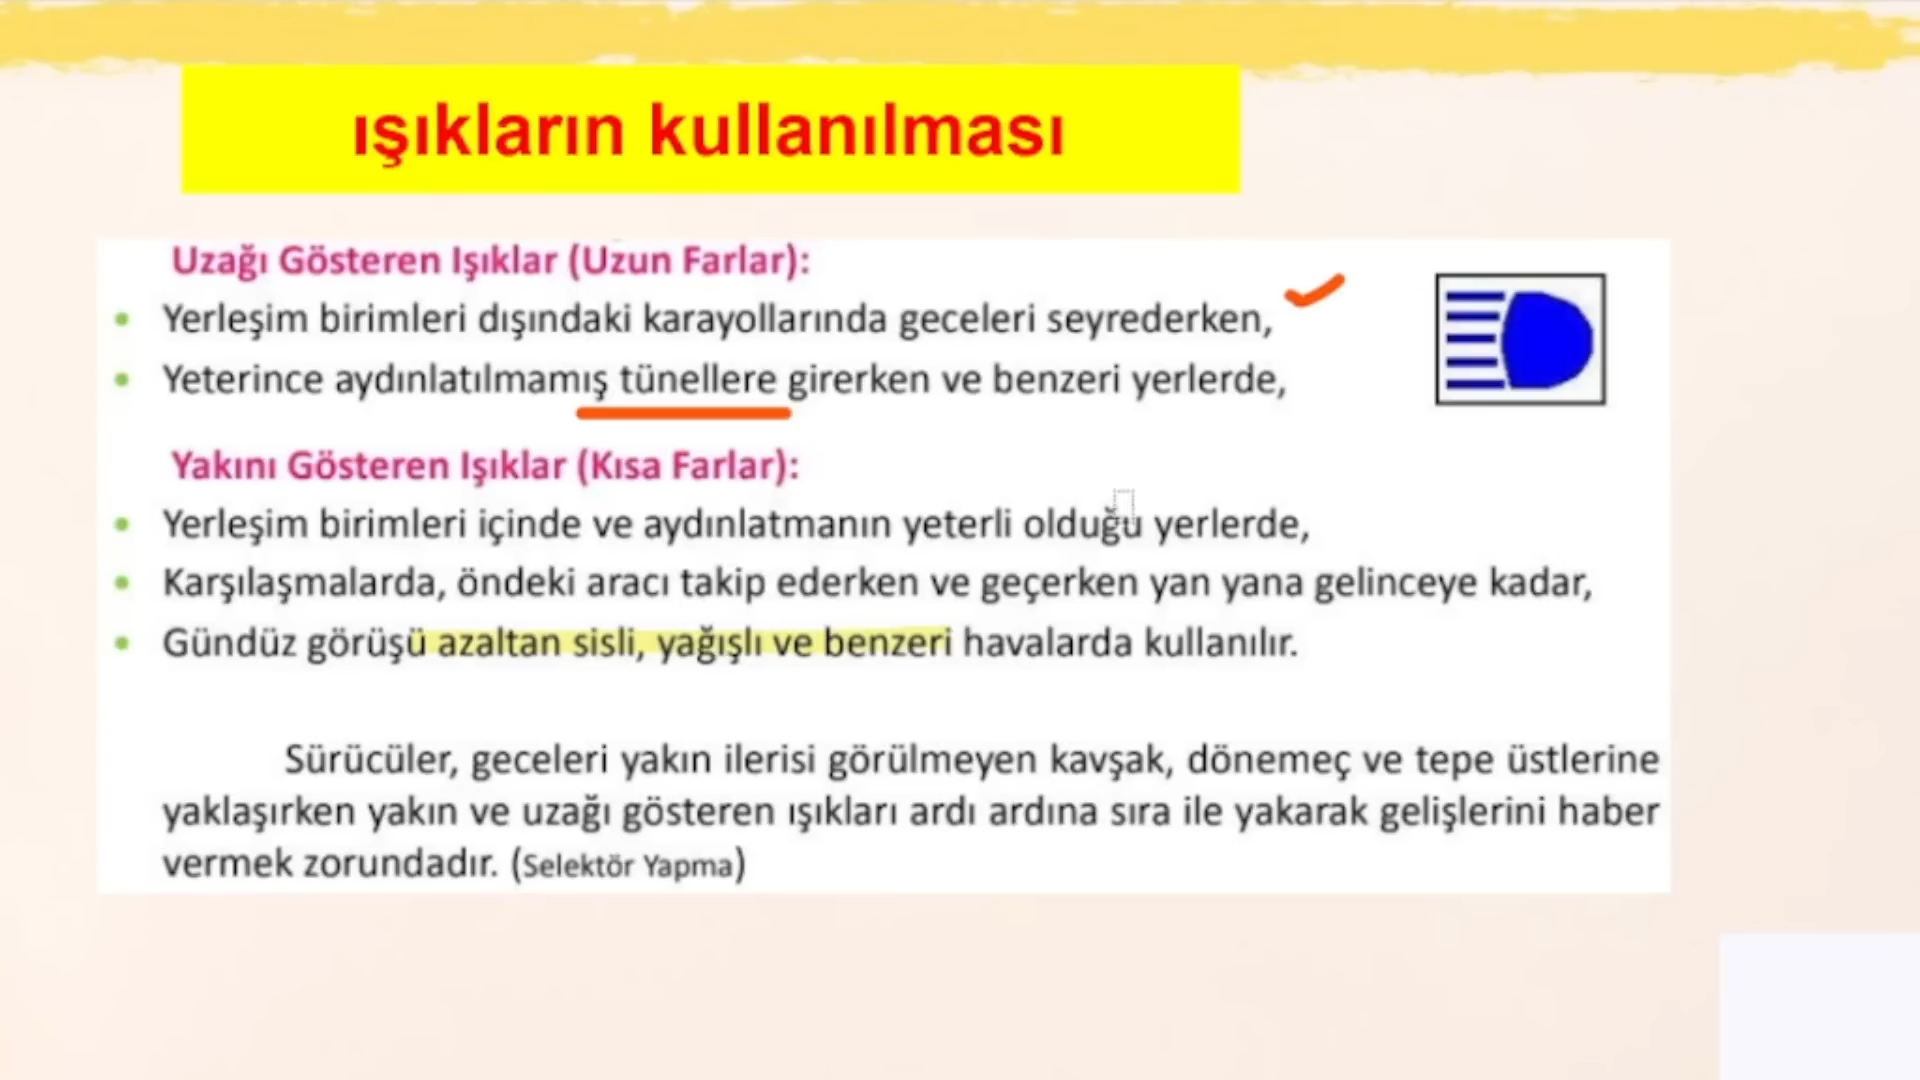 ışıkların kullanılması
Uzağı Gösteren Işıklar (Uzun Farlar):
• Yerleşim birimleri dışındaki karayollarında geceleri seyrederken,
• Yeterince aydınlatılmamış tünellere girerken ve benzeri yerlerde,
Yakını Gösteren Işıklar (Kısa Farlar):
• Yerleşim birimleri içinde ve aydınlatmanın yeterli olduğu yerlerde,
• Karşılaşmalarda, öndeki aracı takip ederken ve geçerken yan yana gelinceye kadar,
• Gündüz görüşü azaltan sisli, yağışlı ve benzeri havalarda kullanılır.
Sürücüler, geceleri yakın ilerisi görülmeyen kavşak, dönemeç ve tepe üstlerine
yaklaşırken yakın ve uzağı gösteren ışıkları ardı ardına sıra ile yakarak gelişlerini haber
vermek zorundadır. (Selektör Yapma)